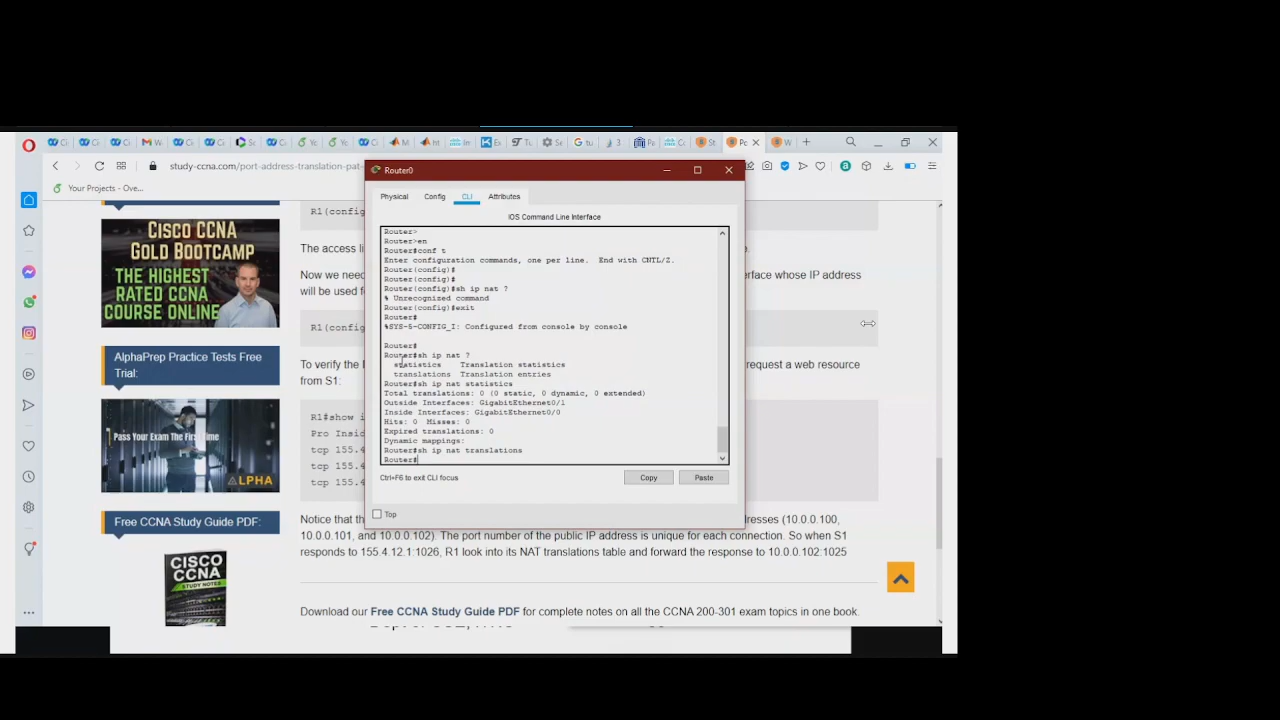 study-ccna.com/port-address-translation-pat-
Your Projects - Ove...
Router0
Physical Config CLI Attributes
IOS Command Line Interface
Router>
Router>en
Router#conf t
Enter configuration commands, one per line. End with CNTL/Z.
Router(config)#
Router(config)#
Router(config)#sh ip nat ?
% Unrecognized command
Router(config)#exit
Router#
%SYS-5-CONFIG_I: Configured from console by console
Router#
Router#sh ip nat ?
statistics Translation statistics
translations Translation entries
Router#sh ip nat statistics
Total translations: 0 (0 static, 0 dynamic, 0 extended)
Outside Interfaces: GigabitEthernet0/1
Inside Interfaces: GigabitEthernet0/0
Hits: 0 Misses: 0
Expired translations: 0
Dynamic mappings:
Router#sh ip nat translations
Router#
Ctrl+F6 to exit CLI focus
Copy
Paste
Top
CISCO CCNA
GOLD BOOTCAMP
THE HIGHEST
RATED CCNA
COURSE ONLINE
AlphaPrep Practice Tests Free
Trial:
Pass Your Exam The First Time
ALPHA
Free CCNA Study Guide PDF:
CISCO
CCNA
STUDY NOTES
R1(config
The access li
Now we need
erface whose IP address
will be used f
R1(config
To verify the
request a web resource
from S1:
R1#show i
Pro Insid
tcp 155.4
tcp 155.4
tcp 155.4
Notice that th
dresses (10.0.0.100,
10.0.0.101, and 10.0.0.102). The port number of the public IP address is unique for each connection. So when S1
responds to 155.4.12.1:1026, R1 look into its NAT translations table and forward the response to 10.0.0.102:1025
Download our Free CCNA Study Guide PDF for complete notes on all the CCNA 200-301 exam topics in one book.